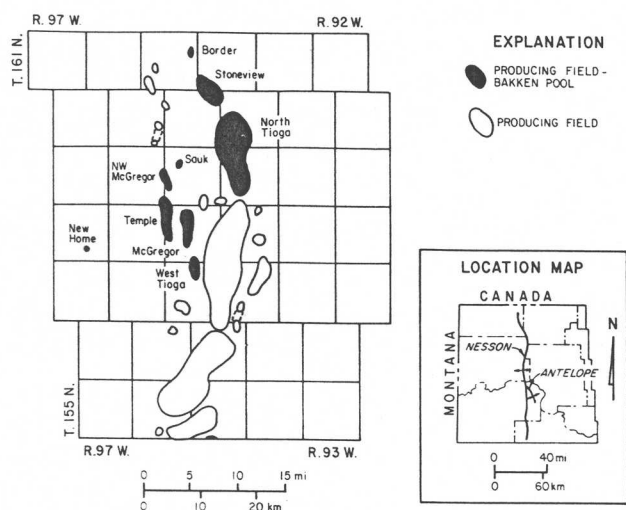 R. 97 W.
R. 92 W.
T. 161 N.
Border
Stoneview
North
Tioga
Sauk
NW
McGregor
New
Home
Temple
McGregor
West
Tioga
T. 155 N.
R. 97 W.
R. 93 W.
0 5 10 15 mi
0 10 20 km
EXPLANATION
PRODUCING FIELD -
BAKKEN POOL
PRODUCING FIELD
LOCATION MAP
CANADA
MONTANA
NESSON
ANTELOPE
N
0 40 mi
0 60 km